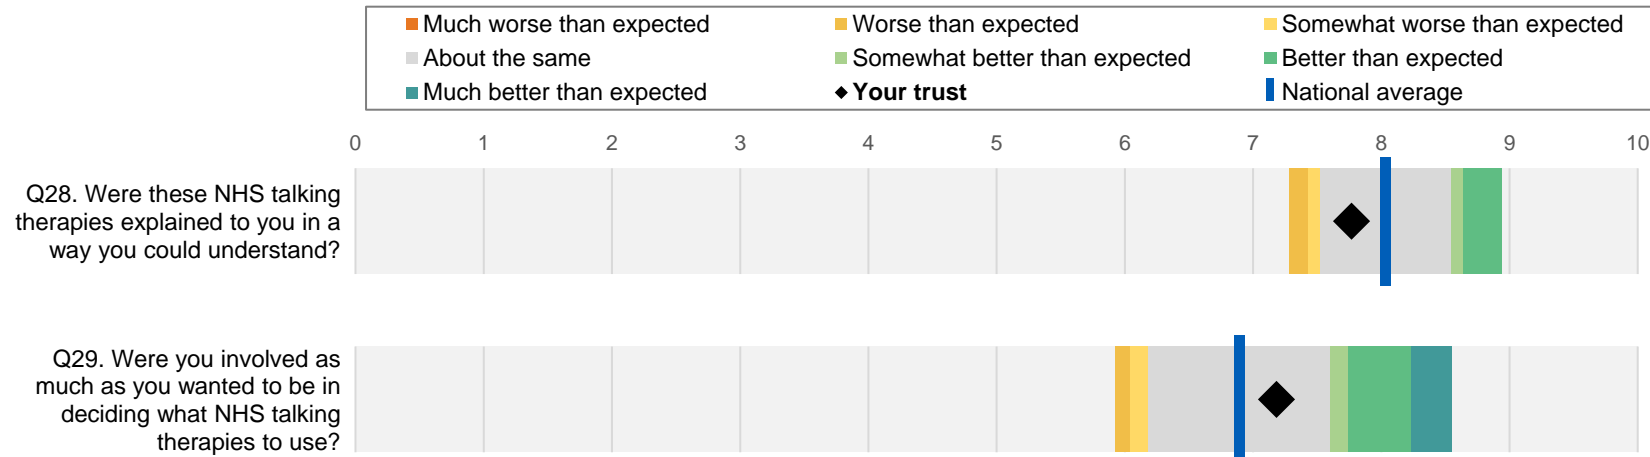 Much worse than expected
Worse than expected
Somewhat worse than expected
About the same
Somewhat better than expected
Better than expected
Much better than expected
Your trust
National average
0 1 2 3 4 5 6 7 8 9 10
Q28. Were these NHS talking
therapies explained to you in a
way you could understand?
Q29. Were you involved as
much as you wanted to be in
deciding what NHS talking
therapies to use?